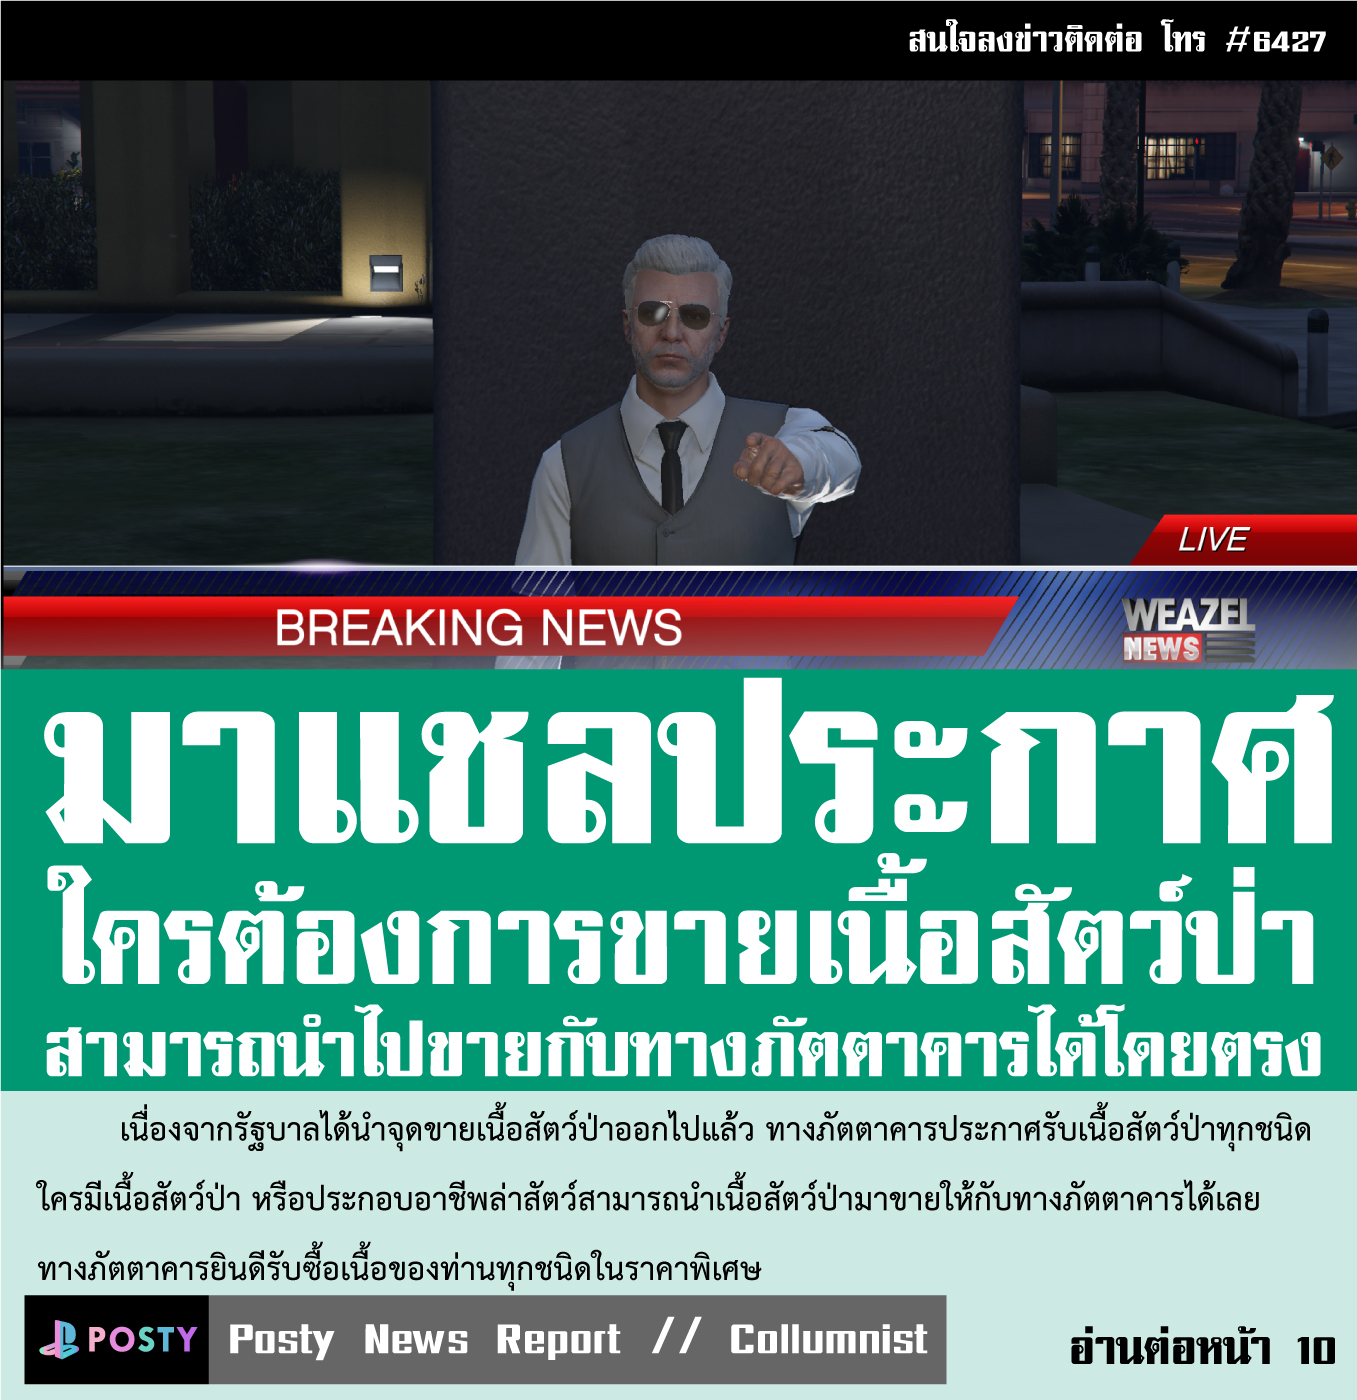 สนใจลงข่าวติดต่อ โทร #6427
LIVE
BREAKING NEWS
WEAZEL
NEWS
มาแชลประกาศ
ใครต้องการขายเนื้อสัตว์ป่า
สามารถนำไปขายกับทางภัตตาคารได้โดยตรง
เนื่องจากรัฐบาลได้นำจุดขายเนื้อสัตว์ป่าออกไปแล้ว ทางภัตตาคารประกาศรับเนื้อสัตว์ป่าทุกชนิด
ใครมีเนื้อสัตว์ป่า หรือประกอบอาชีพล่าสัตว์สามารถนำเนื้อสัตว์ป่ามาขายให้กับทางภัตตาคารได้เลย
ทางภัตตาคารยินดีรับซื้อเนื้อของท่านทุกชนิดในราคาพิเศษ
POSTY Posty News Report // Collumnist
อ่านต่อหน้า 10